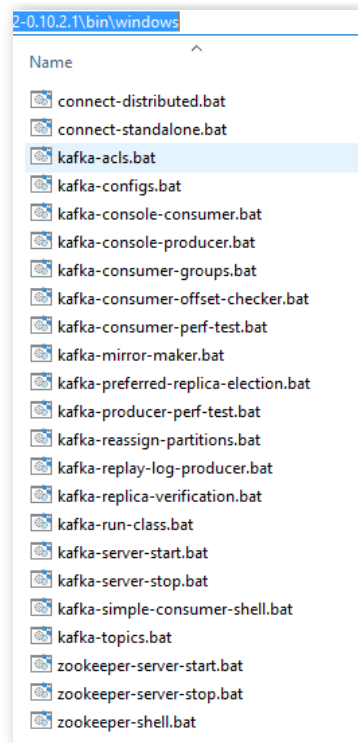 2-0.10.2.1\bin\windows
Name
connect-distributed.bat
connect-standalone.bat
kafka-acls.bat
kafka-configs.bat
kafka-console-consumer.bat
kafka-console-producer.bat
kafka-consumer-groups.bat
kafka-consumer-offset-checker.bat
kafka-consumer-perf-test.bat
kafka-mirror-maker.bat
kafka-preferred-replica-election.bat
kafka-producer-perf-test.bat
kafka-reassign-partitions.bat
kafka-replay-log-producer.bat
kafka-replica-verification.bat
kafka-run-class.bat
kafka-server-start.bat
kafka-server-stop.bat
kafka-simple-consumer-shell.bat
kafka-topics.bat
zookeeper-server-start.bat
zookeeper-server-stop.bat
zookeeper-shell.bat